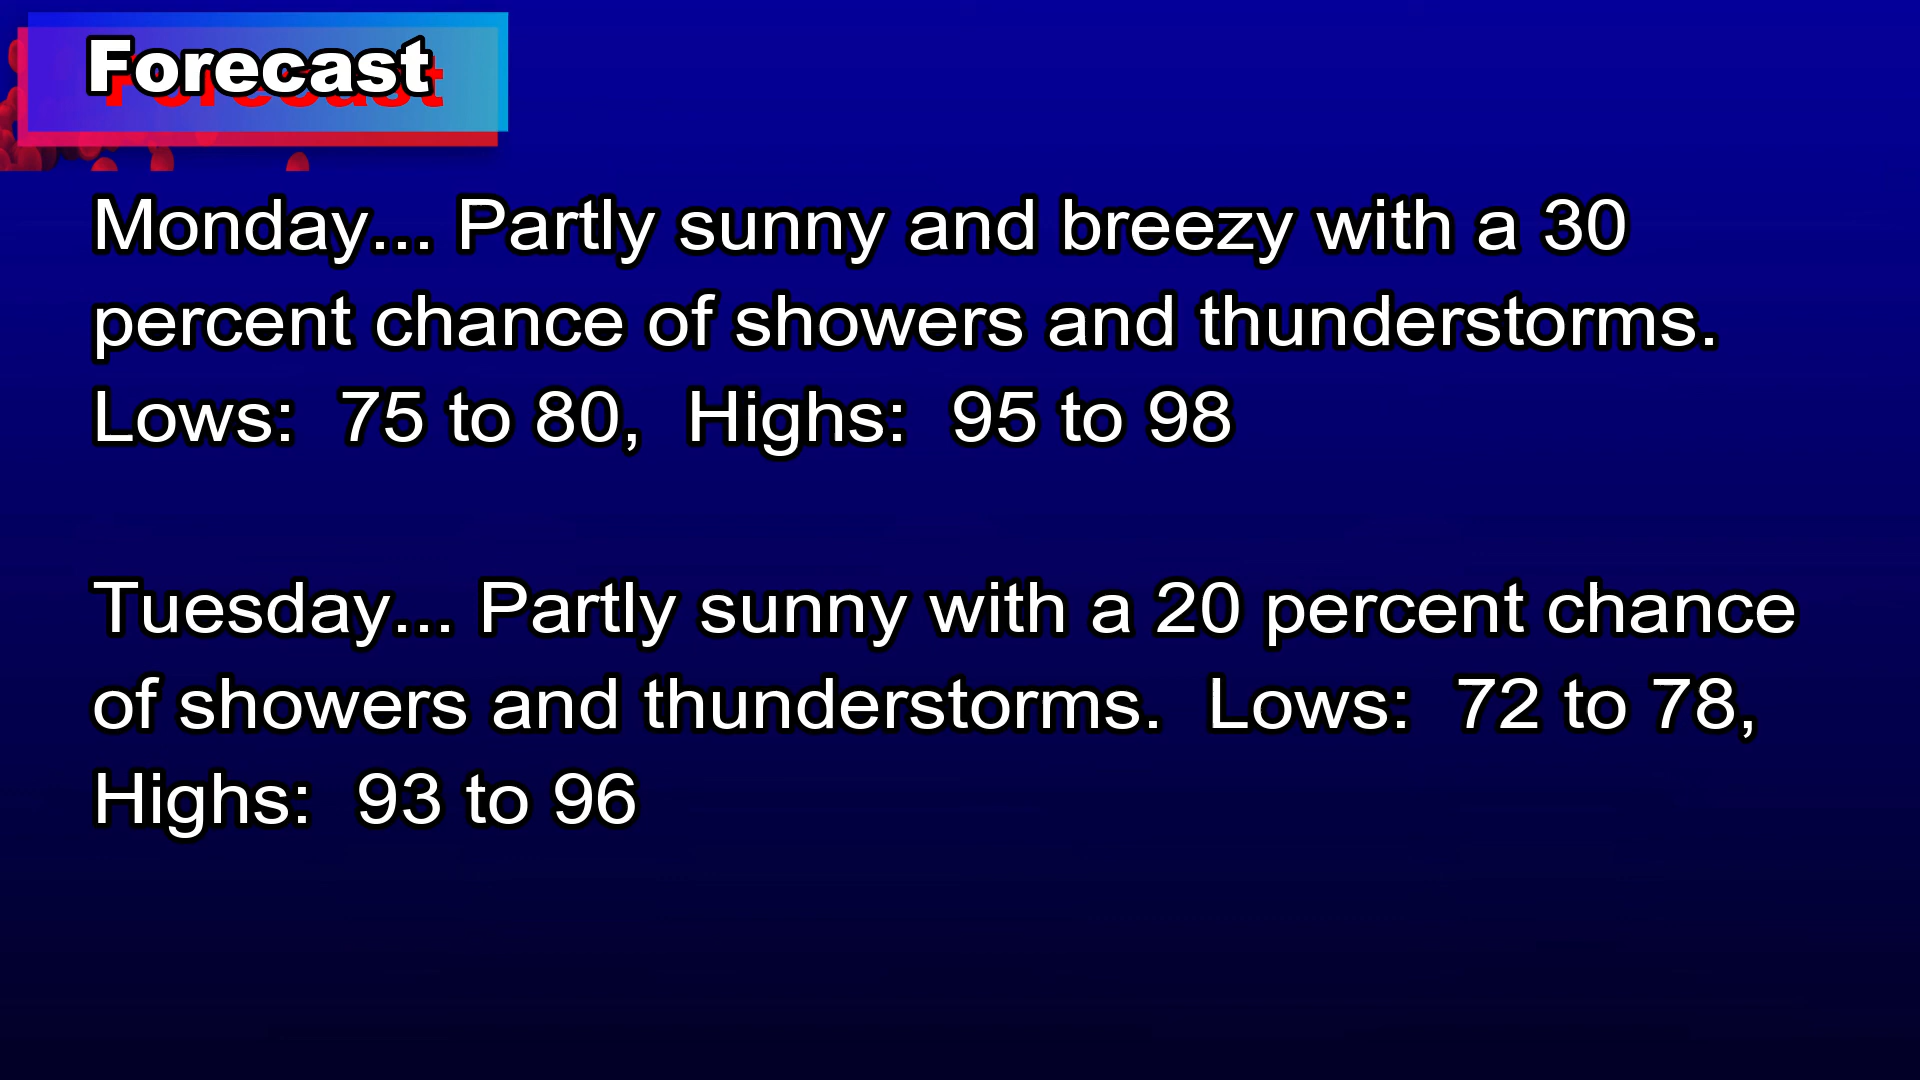 Forecast
Monday... Partly sunny and breezy with a 30
percent chance of showers and thunderstorms.
Lows:  75 to 80,  Highs:  95 to 98
Tuesday... Partly sunny with a 20 percent chance
of showers and thunderstorms.  Lows:  72 to 78,
Highs:  93 to 96